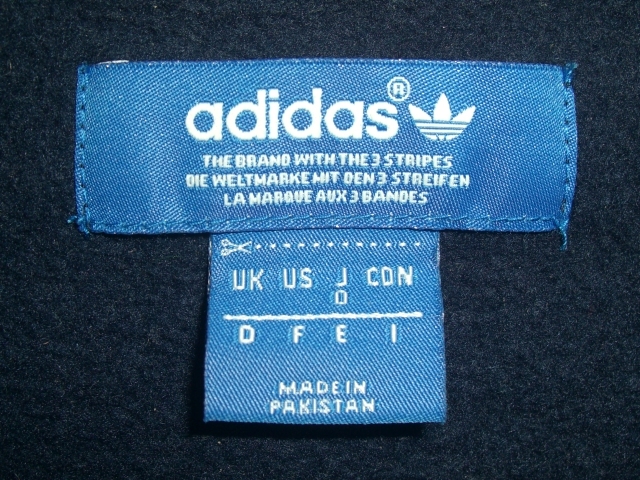 adidas®
THE BRAND WITH THE 3 STRIPES
DIE WELTMARKE MIT DEN 3 STREIFEN
LA MARQUE AUX 3 BANDES
UK US J CDN
O
D F E I
MADE IN
PAKISTAN